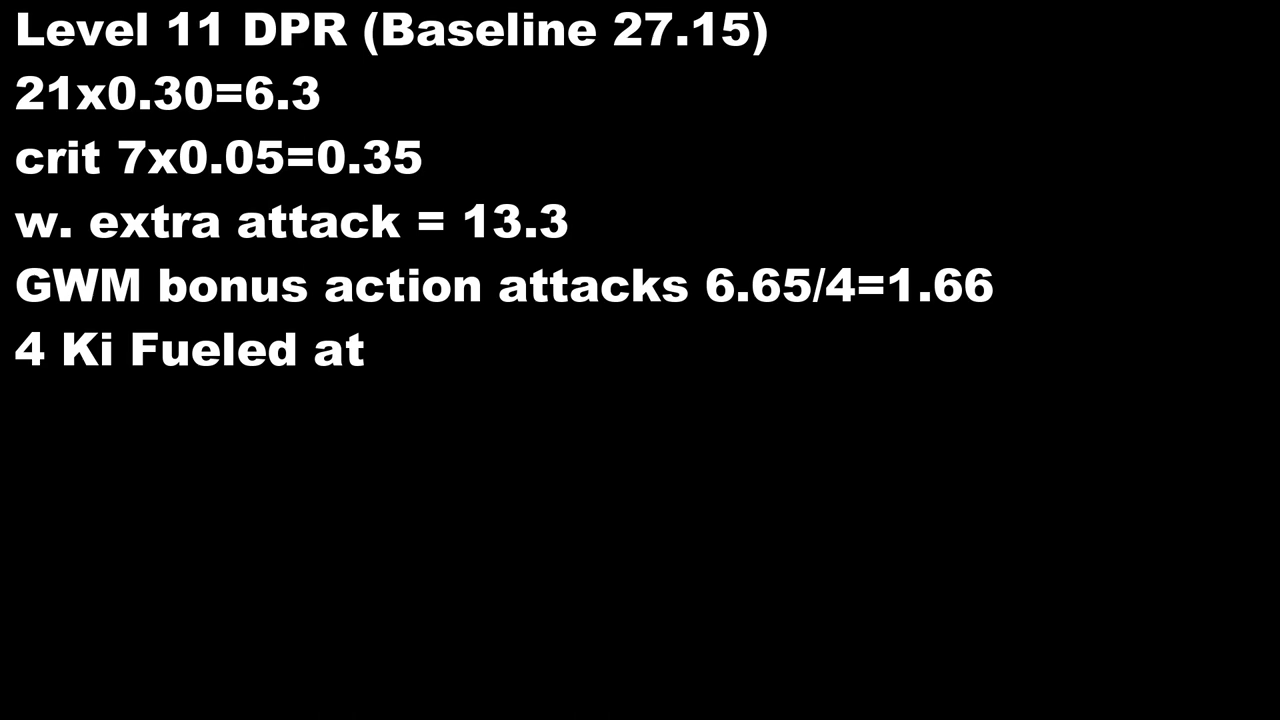 Level 11 DPR (Baseline 27.15)
21x0.30=6.3
crit 7x0.05=0.35
w. extra attack = 13.3
GWM bonus action attacks 6.65/4=1.66
4 Ki Fueled at